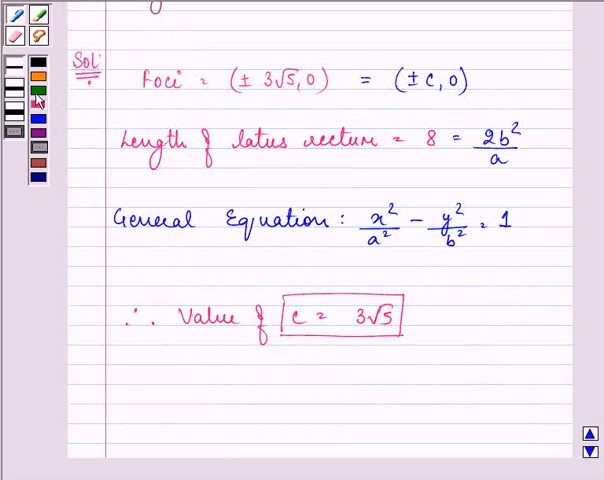 Sol:
Foci = (± 3√5, 0) = (± c, 0)
Length of latus rectum = 8 = 2b²/a
General Equation: x²/a² - y²/b² = 1
∴ Value of c = 3√5